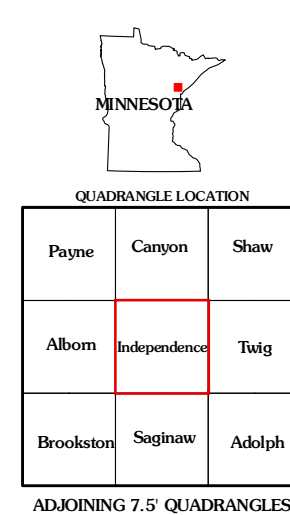 MINNESOTA
QUADRANGLE LOCATION
Payne Canyon Shaw
Alborn Independence Twig
Brookston Saginaw Adolph
ADJOINING 7.5' QUADRANGLES